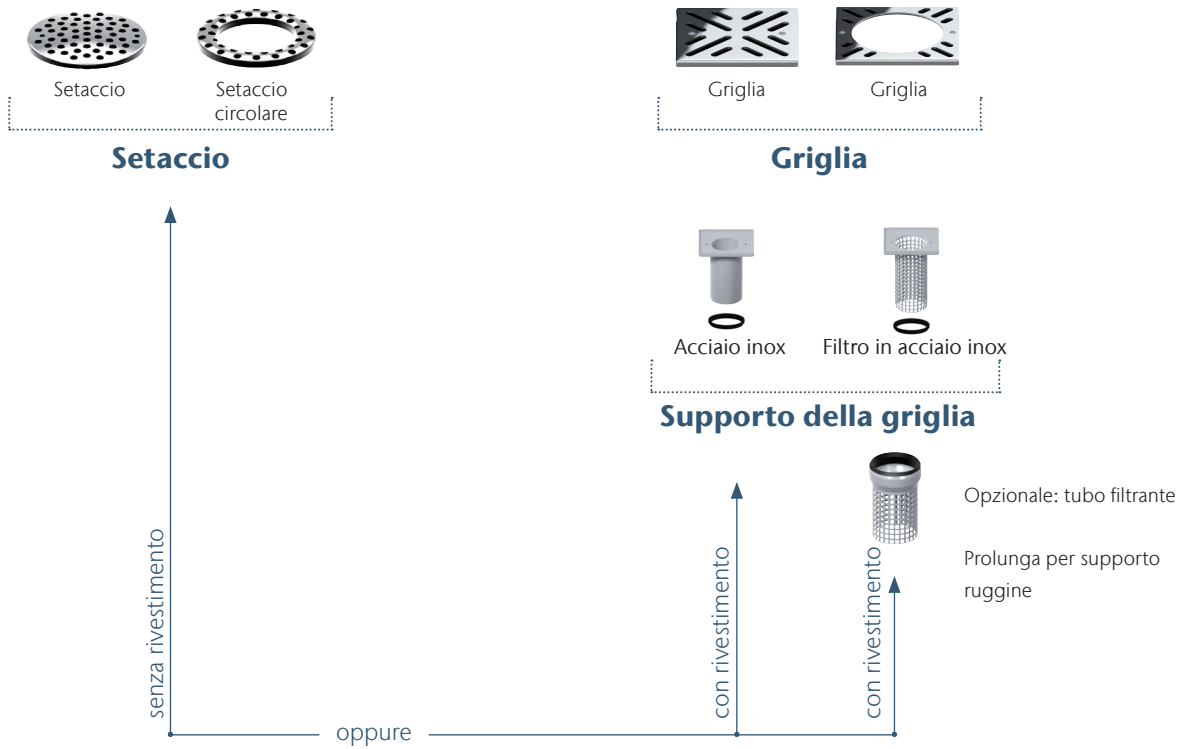 Setaccio
Setaccio
circolare
Setaccio
Griglia
Griglia
Griglia
Acciaio inox
Filtro in acciaio inox
Supporto della griglia
Opzionale: tubo filtrante
Prolunga per supporto
ruggine
senza rivestimento
con rivestimento
con rivestimento
oppure